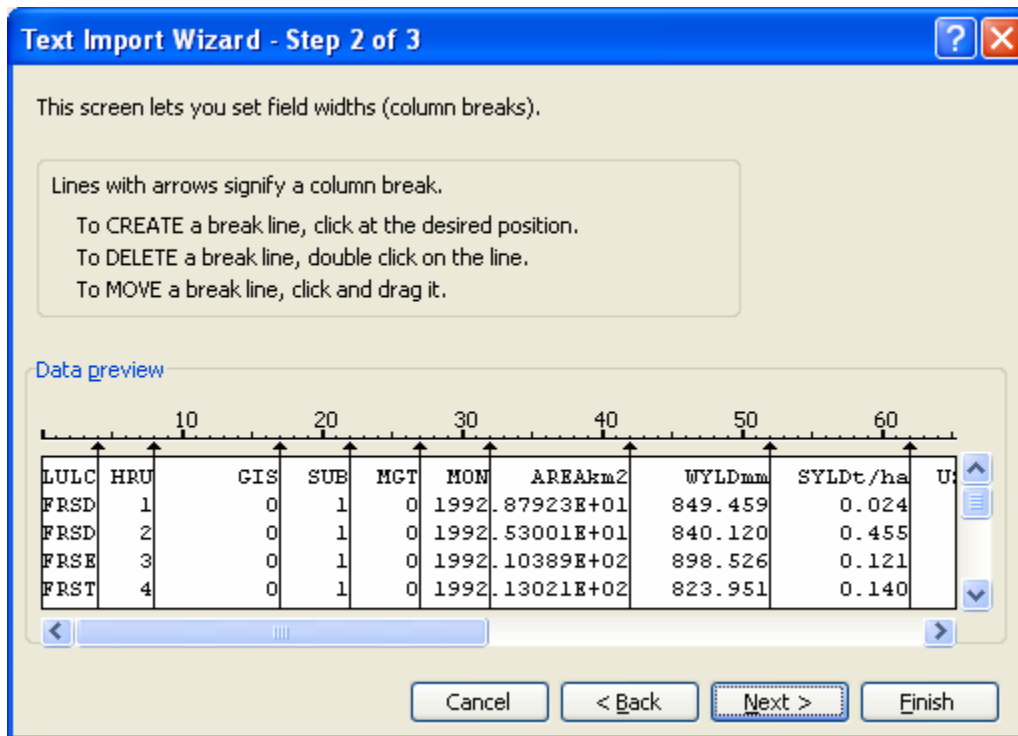 Text Import Wizard - Step 2 of 3
This screen lets you set field widths (column breaks).
Lines with arrows signify a column break.
To CREATE a break line, click at the desired position.
To DELETE a break line, double click on the line.
To MOVE a break line, click and drag it.
Data preview
10 20 30 40 50 60
LULC HRU GIS SUB MGT MON AREAkm2 WYLDmm SYLDt/ha
FRSD 1 0 1 0 1992 .87923E+01 849.459 0.024
FRSD 2 0 1 0 1992 .53001E+01 840.120 0.455
FRSE 3 0 1 0 1992 .10389E+02 898.526 0.121
FRST 4 0 1 0 1992 .13021E+02 823.951 0.140
Cancel < Back Next > Finish